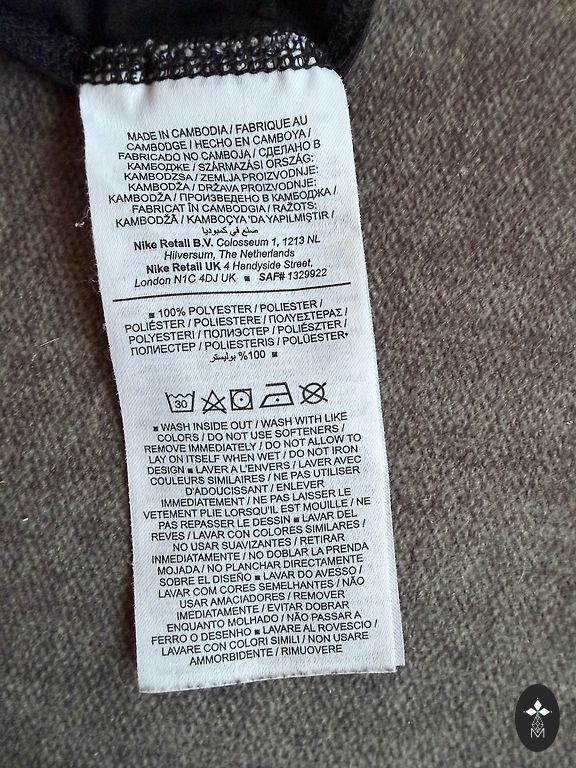 MADE IN CAMBODIA / FABRIQUE AU
CAMBODGE / HECHO EN CAMBOYA /
FABRICADO NO CAMBOJA / СДЕЛАНО В
КАМБОДЖЕ / SZÁRMAZÁSI ORSZÁG:
KAMBODZSA / ZEMLJA PROIZVODNJE:
KAMBODŽA / DRŽAVA PROIZVODNJE:
KAMBODŽA / ПРОИЗВЕДЕНО В КАМБОДЖА /
FABRICAT ÎN CAMBODGIA / RAŽOTS:
KAMBODŽĀ / KAMBOÇYA 'DA YAPILMIŞTIR /
صنع في كمبوديا
Nike Retail B.V. Colosseum 1, 1213 NL
Hilversum, The Netherlands
Nike Retail UK 4 Handyside Street,
London N1C 4DJ UK ■ SAF# 1329922
■ 100% POLYESTER / POLIESTER /
POLIÉSTER / POLIESTERE / ΠΟΛΥΕΣΤΕΡΑΣ /
POLYESTERI / ПОЛИЭСТЕР / POLIÉSZTER /
ПОЛИЕСТЕР / POLIESTERIS / POLÜESTER
%100 بوليستر ■
30
■ WASH INSIDE OUT / WASH WITH LIKE
COLORS / DO NOT USE SOFTENERS /
REMOVE IMMEDIATELY / DO NOT ALLOW TO
LAY ON ITSELF WHEN WET / DO NOT IRON
DESIGN ■ LAVER A L'ENVERS / LAVER AVEC
COULEURS SIMILAIRES / NE PAS UTILISER
D'ADOUCISSANT / ENLEVER
IMMEDIATEMENT / NE PAS LAISSER LE
VETEMENT PLIE LORSQU'IL EST MOUILLE / NE
PAS REPASSER LE DESSIN ■ LAVAR DEL
REVES / LAVAR CON COLORES SIMILARES /
NO USAR SUAVIZANTES / RETIRAR
INMEDIATAMENTE / NO DOBLAR LA PRENDA
MOJADA / NO PLANCHAR DIRECTAMENTE
SOBRE EL DISEÑO ■ LAVAR DO AVESSO /
LAVAR COM CORES SEMELHANTES / NÃO
USAR AMACIADORES / REMOVER
IMEDIATAMENTE / EVITAR DOBRAR
ENQUANTO MOLHADO / NÃO PASSAR A
FERRO O DESENHO ■ LAVARE AL ROVESCIO /
LAVARE CON COLORI SIMILI / NON USARE
AMMORBIDENTE / RIMUOVERE
M